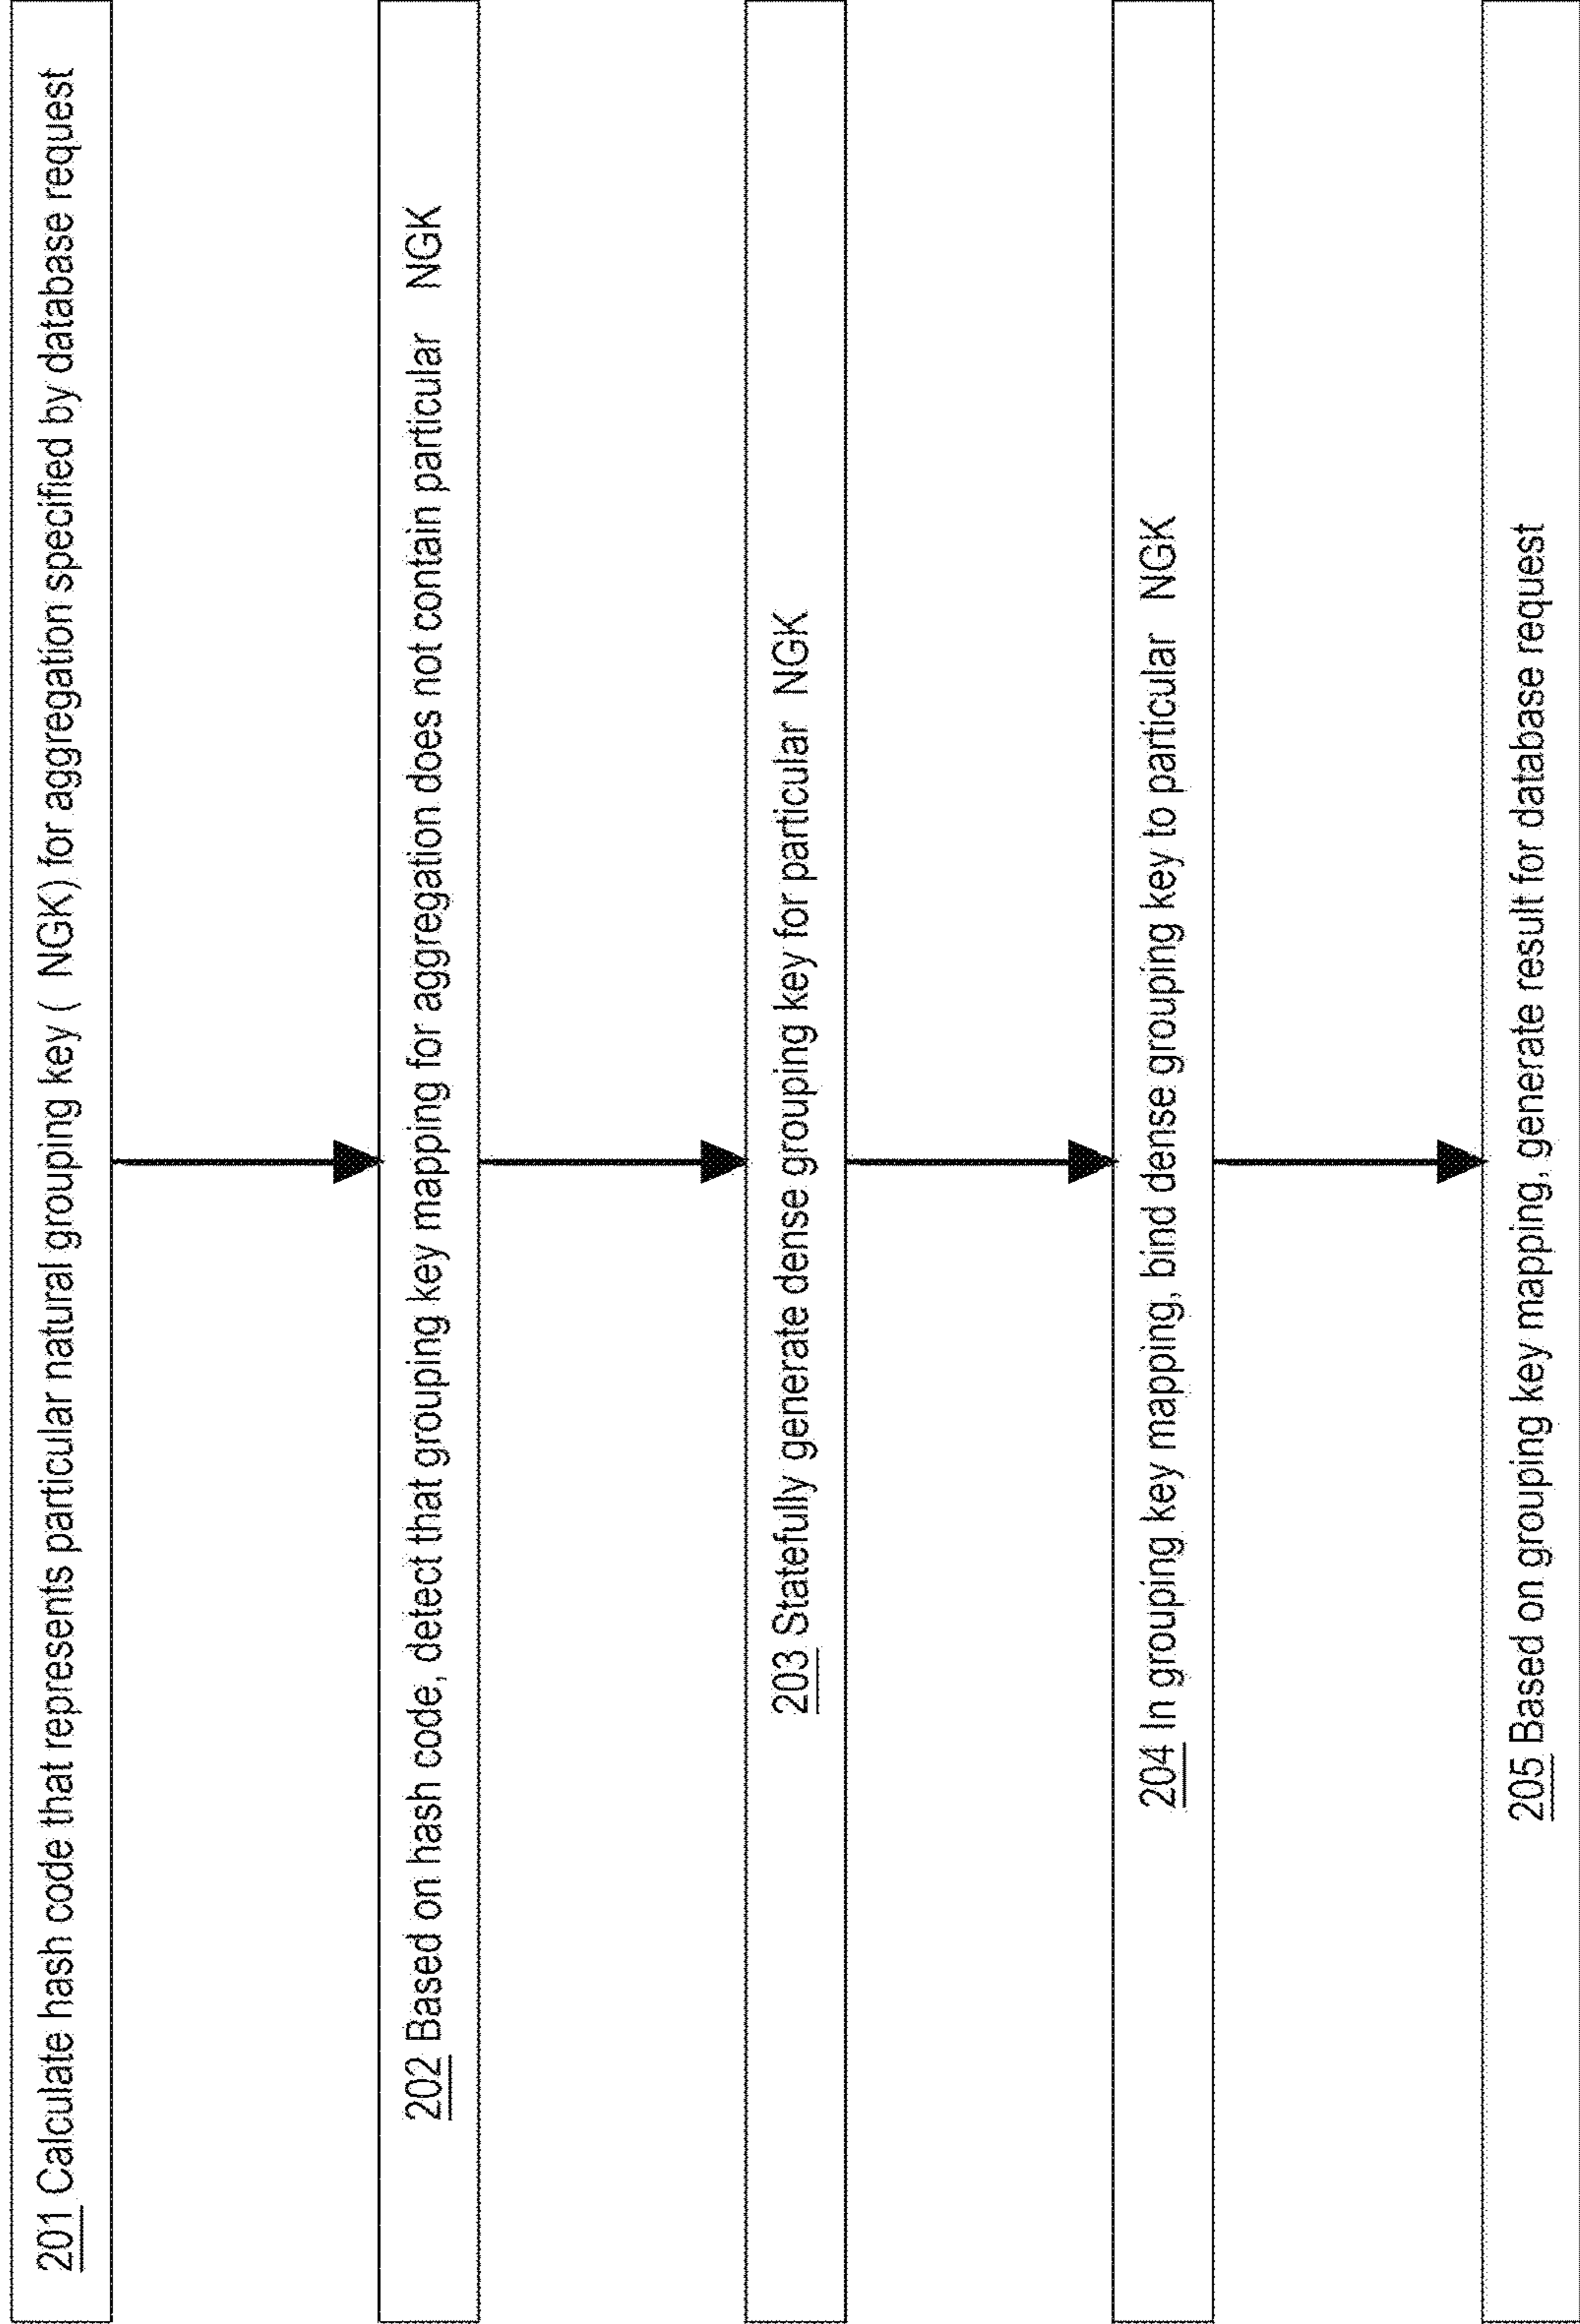 201 Calculate hash code that represents particular natural grouping key ( NGK) for aggregation specified by database request
202 Based on hash code, detect that grouping key mapping for aggregation does not contain particular NGK
203 Statefully generate dense grouping key for particular NGK
204 In grouping key mapping, bind dense grouping key to particular NGK
205 Based on grouping key mapping, generate result for database request